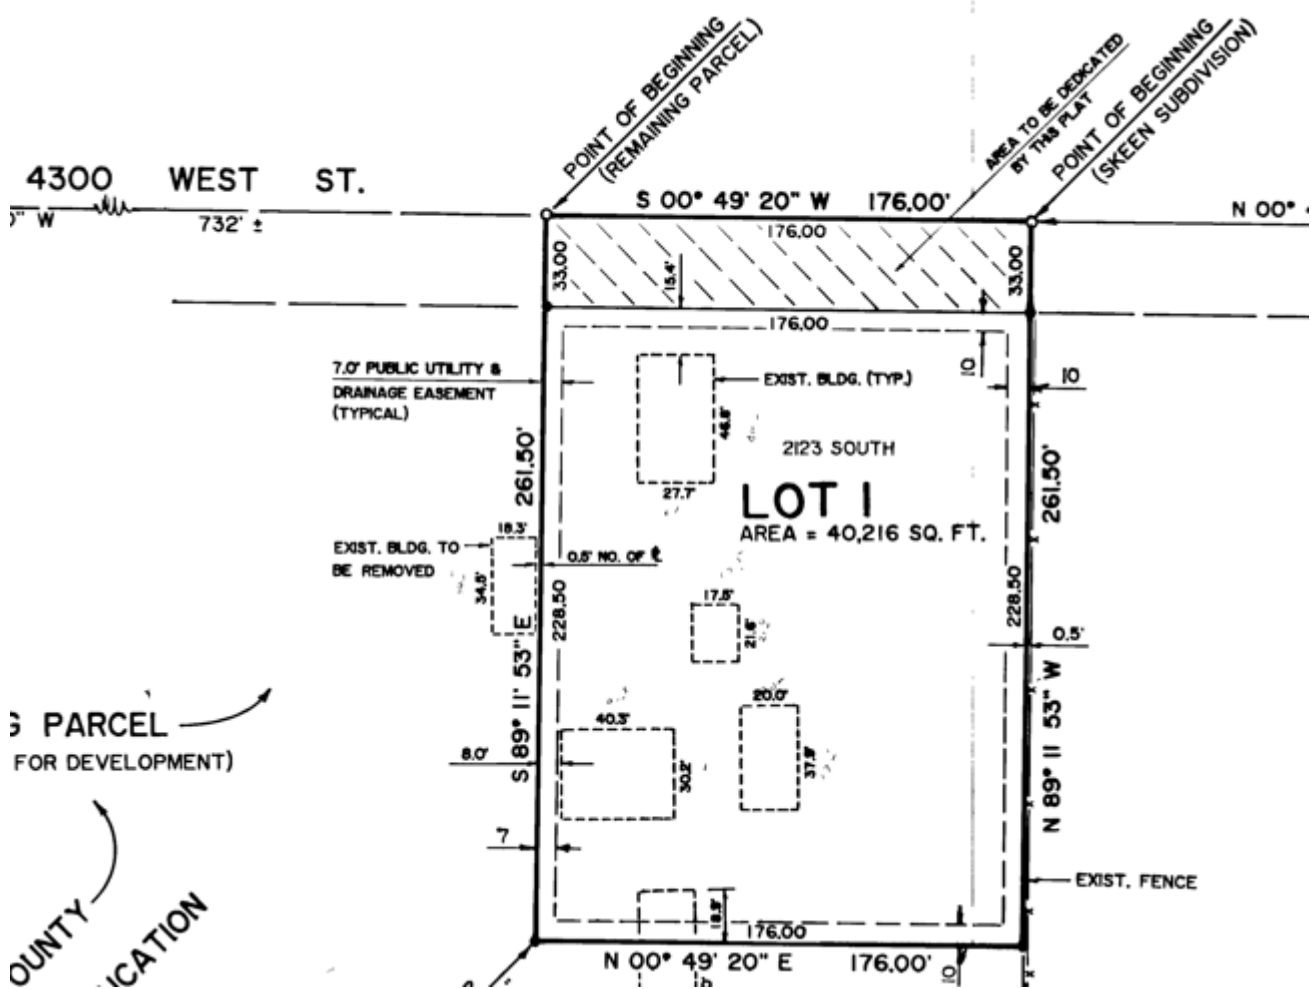 POINT OF BEGINNING
(REMAINING PARCEL)
AREA TO BE DEDICATED
BY THIS PLAT
POINT OF BEGINNING
(SKEEN SUBDIVISION)
4300 WEST ST.
" W
732' ±
S 00° 49' 20" W 176.00'
N 00°
176.00
33.00
15.4'
33.00
176.00
10
10
7.0' PUBLIC UTILITY &
DRAINAGE EASEMENT
(TYPICAL)
EXIST. BLDG. (TYP.)
46.8'
27.7'
2123 SOUTH
LOT 1
AREA = 40,216 SQ. FT.
261.50'
261.50'
18.3'
EXIST. BLDG. TO
BE REMOVED
34.5'
0.5' NO. OF ℄
228.50
228.50
17.5'
21.6'
0.5'
S 89° 11' 53" E
N 89° 11 53" W
PARCEL
FOR DEVELOPMENT)
40.3'
30.2'
8.0'
20.0'
37.9'
7
EXIST. FENCE
18.9'
176.00
N 00° 49' 20" E 176.00'
10
OUNTY
ICATION